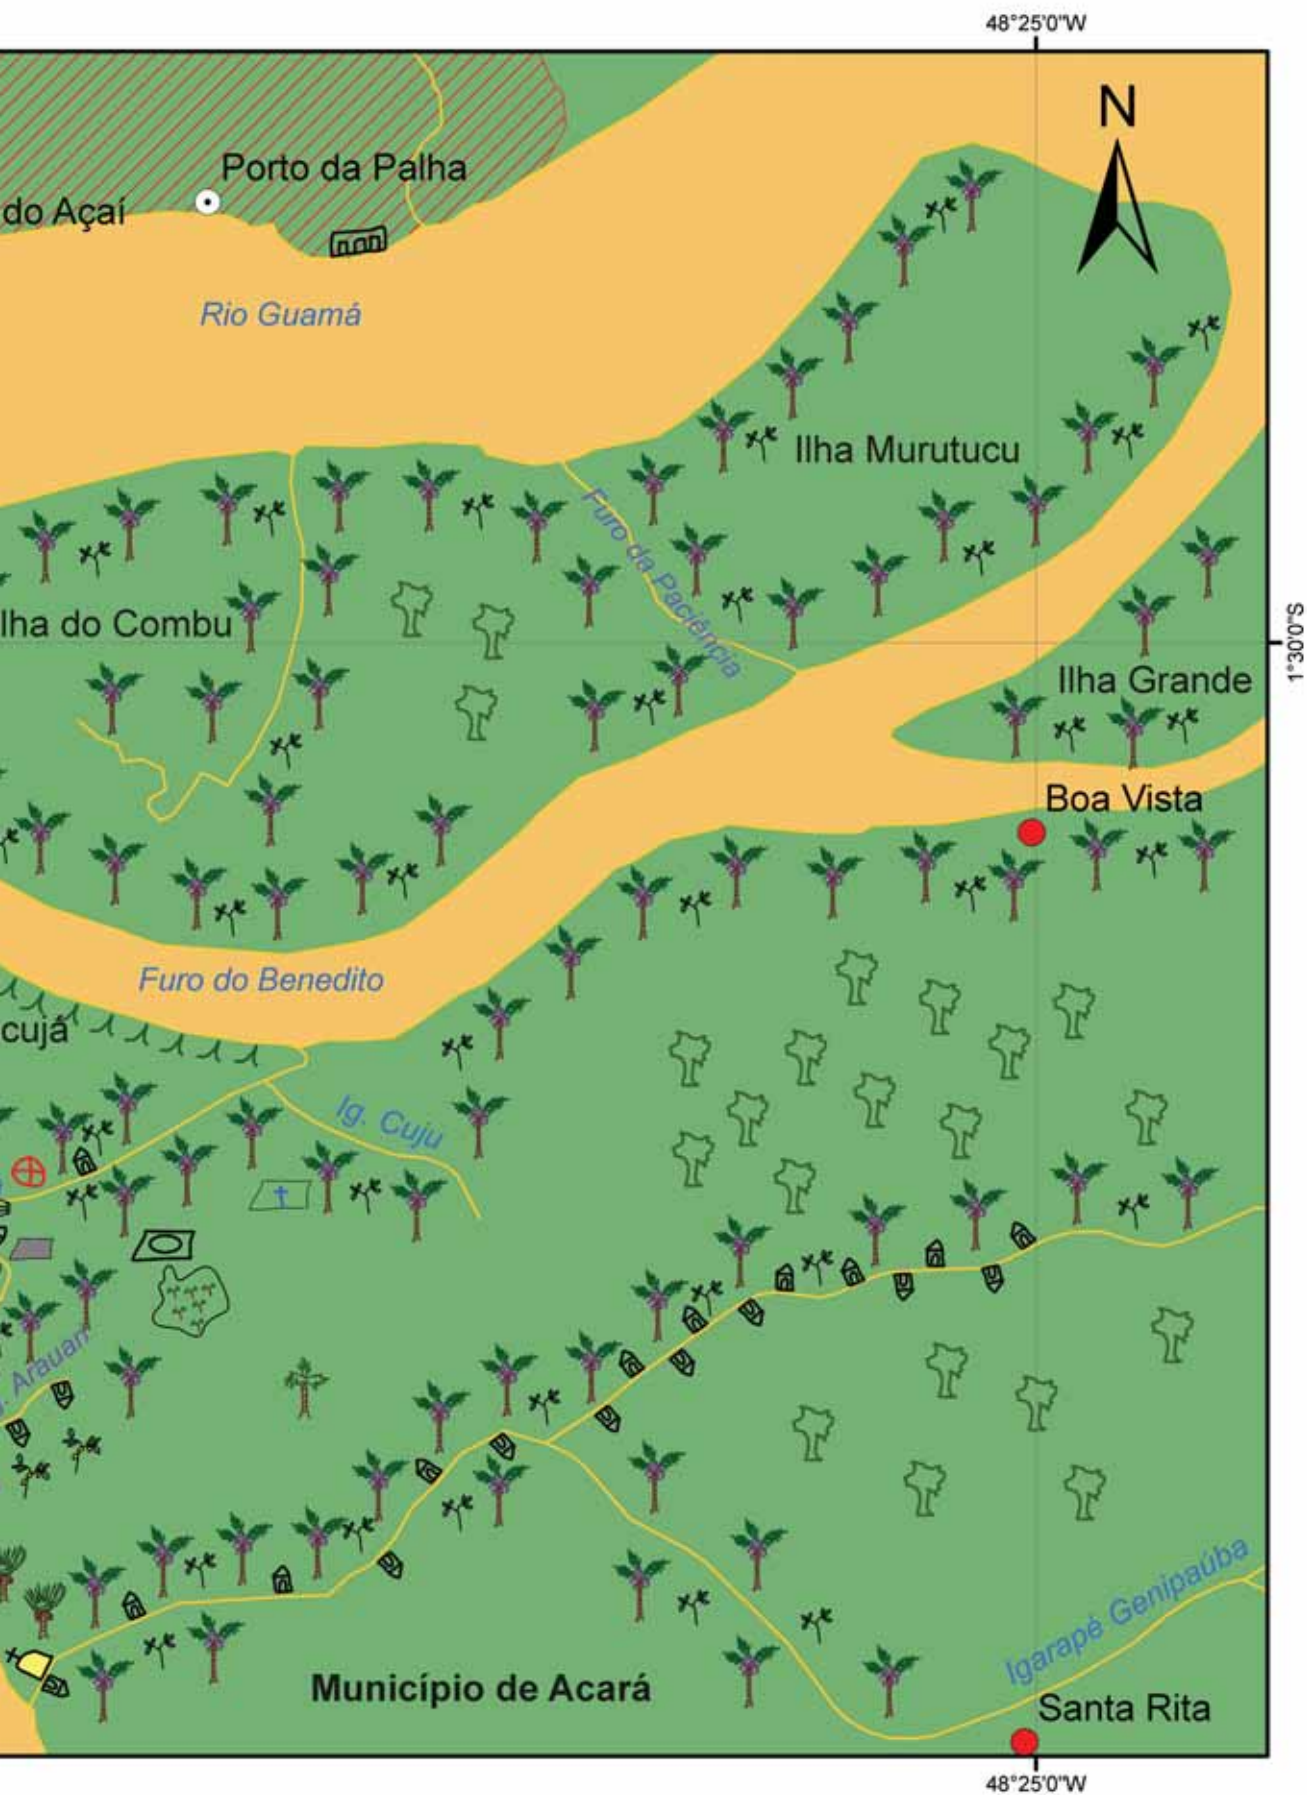 48°25'0"W
N
Porto da Palha
do Açaí
Rio Guamá
Ilha Murutucu
Furo da Paciência
lha do Combu
1°30'0"S
Ilha Grande
Boa Vista
Furo do Benedito
cujá
Ig. Cuju
Arauari
Igarapé Genipaúba
Município de Acará
Santa Rita
48°25'0"W